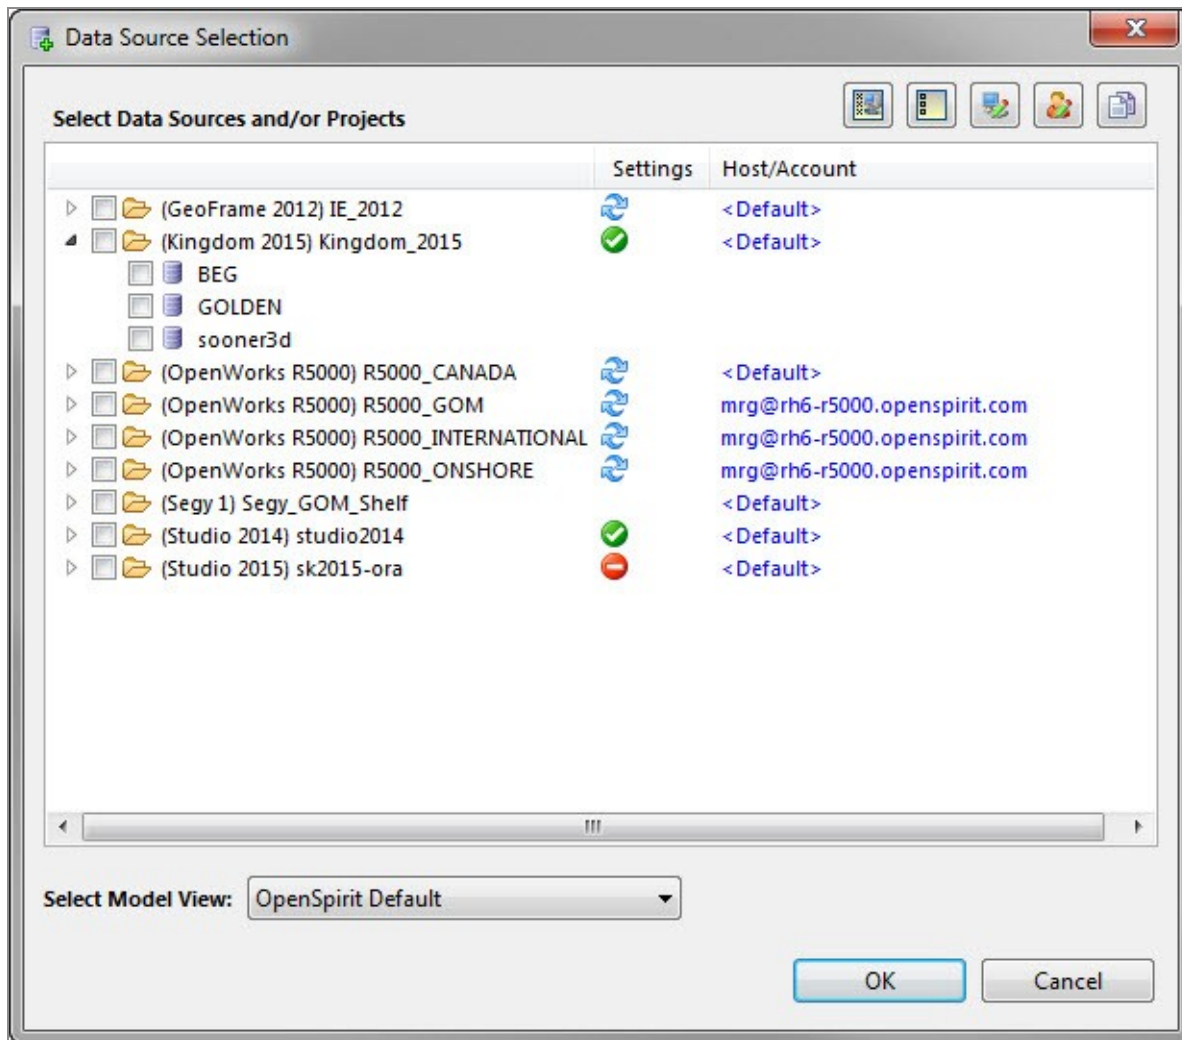 Data Source Selection
Select Data Sources and/or Projects
Settings Host/Account
(GeoFrame 2012) IE_2012 <Default>
(Kingdom 2015) Kingdom_2015 <Default>
BEG
GOLDEN
sooner3d
(OpenWorks R5000) R5000_CANADA <Default>
(OpenWorks R5000) R5000_GOM mrg@rh6-r5000.openspirit.com
(OpenWorks R5000) R5000_INTERNATIONAL mrg@rh6-r5000.openspirit.com
(OpenWorks R5000) R5000_ONSHORE mrg@rh6-r5000.openspirit.com
(Segy 1) Segy_GOM_Shelf <Default>
(Studio 2014) studio2014 <Default>
(Studio 2015) sk2015-ora <Default>
Select Model View: OpenSpirit Default
OK Cancel